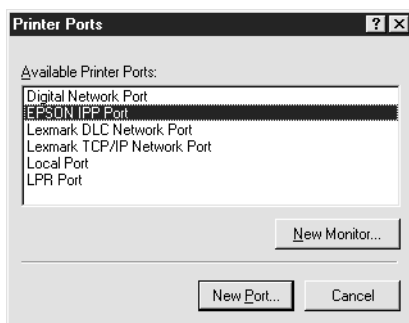 Printer Ports
Available Printer Ports:
Digital Network Port
EPSON IPP Port
Lexmark DLC Network Port
Lexmark TCP/IP Network Port
Local Port
LPR Port
New Monitor...
New Port... Cancel